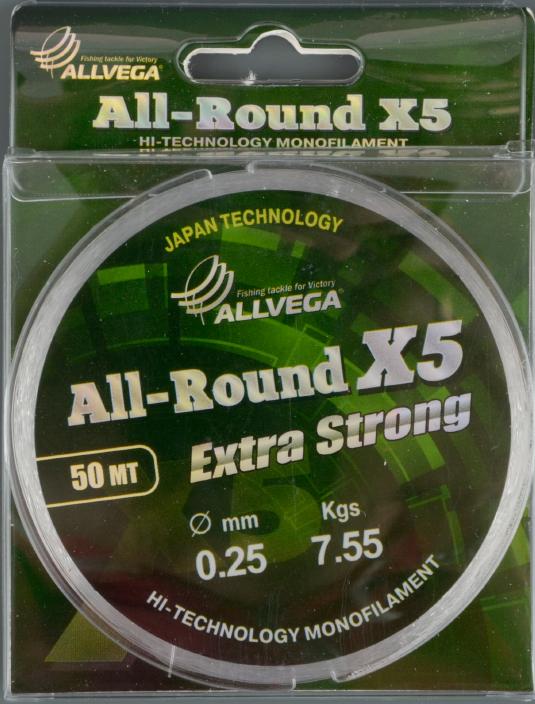 Fishing tackle for Victory
ALLVEGA®
All-Round X5
HI-TECHNOLOGY MONOFILAMENT
JAPAN TECHNOLOGY
Fishing tackle for Victory
ALLVEGA®
All-Round X5
Extra Strong
50 MT
Ø mm Kgs
0.25 7.55
HI-TECHNOLOGY MONOFILAMENT